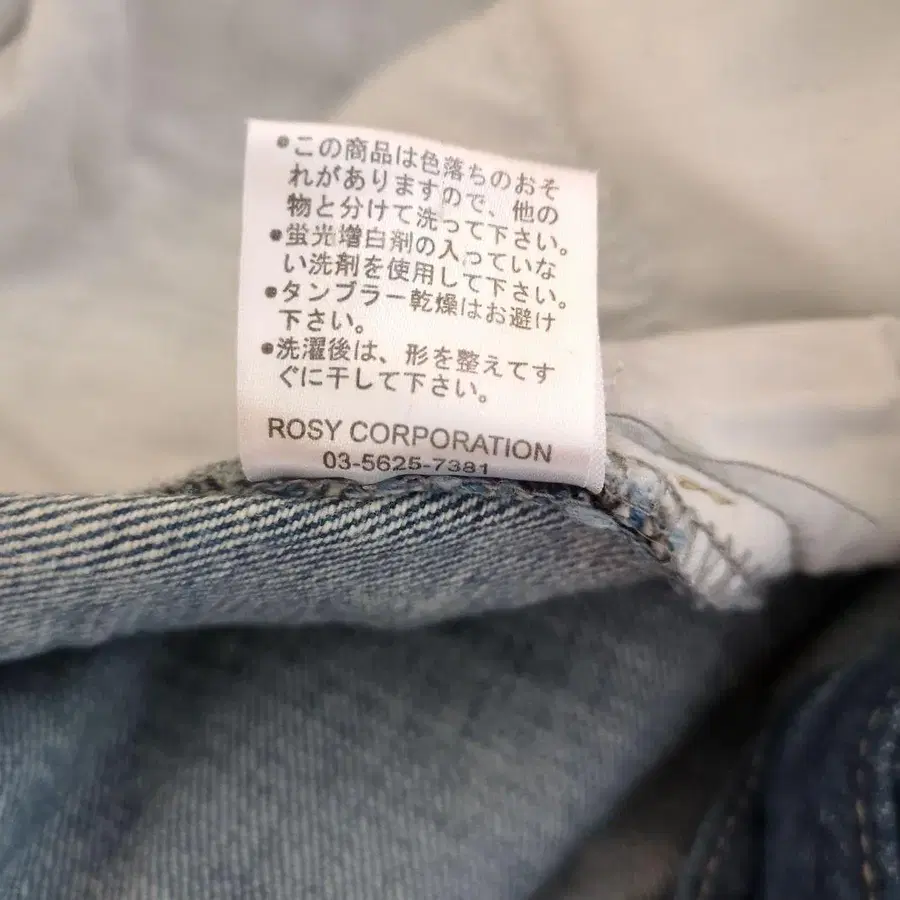 ●この商品は色落ちのおそ
れがありますので、他の
物と分けて洗って下さい。
●蛍光増白剤の入っていな
い洗剤を使用して下さい。
●タンブラー乾燥はお避け
下さい。
●洗濯後は、形を整えてす
ぐに干して下さい。
ROSY CORPORATION
03-5625-7381